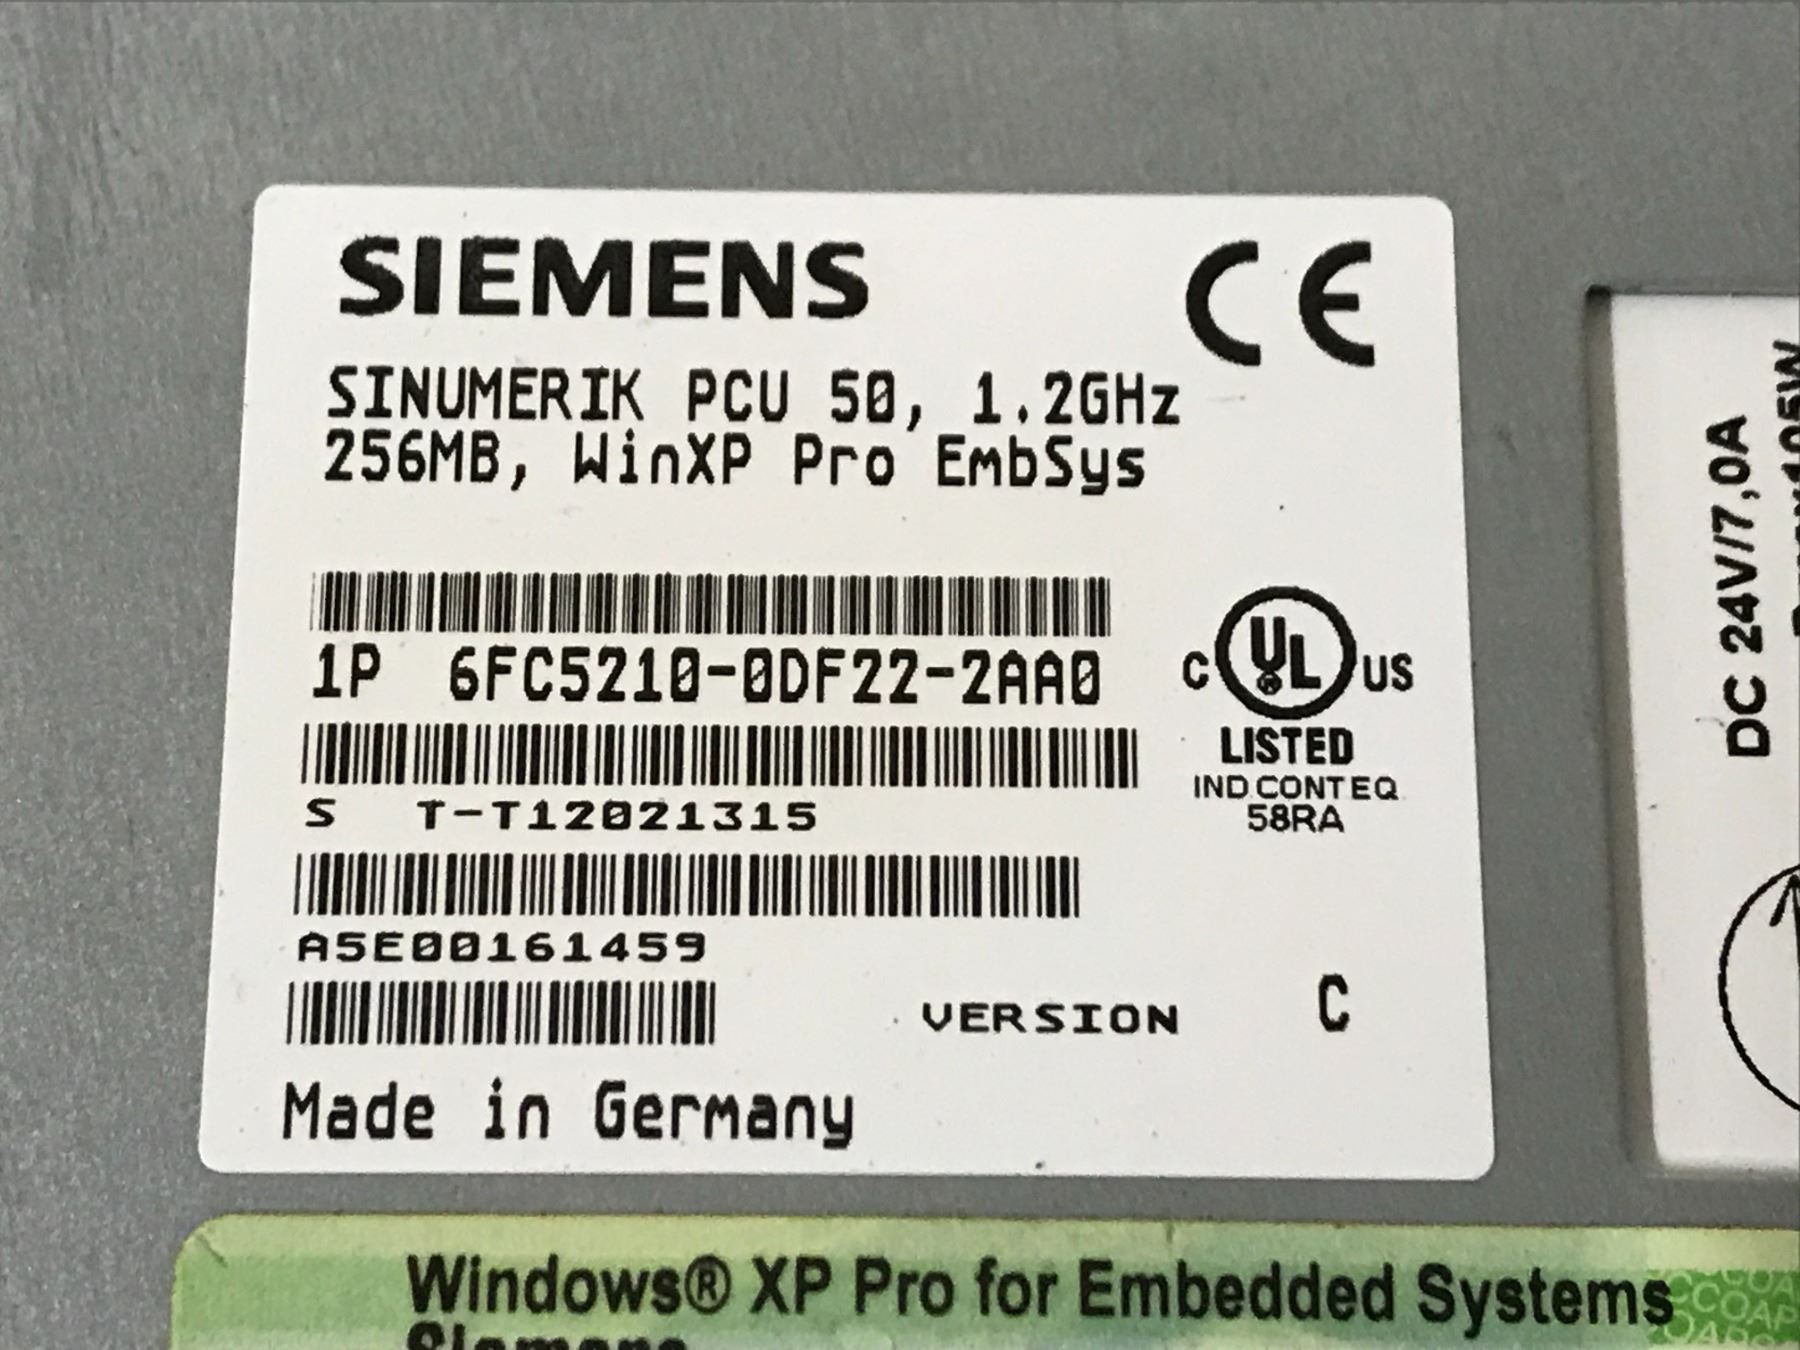 SIEMENS
CE
SINUMERIK PCU 50, 1.2GHz
256MB, WinXP Pro EmbSys
1P 6FC5210-0DF22-2AA0
C UL® US
LISTED
IND.CONT.EQ.
58RA
S T-T12021315
A5E00161459
VERSION C
Made in Germany
DC 24V/7,0A
Windows® XP Pro for Embedded Systems
Siemens